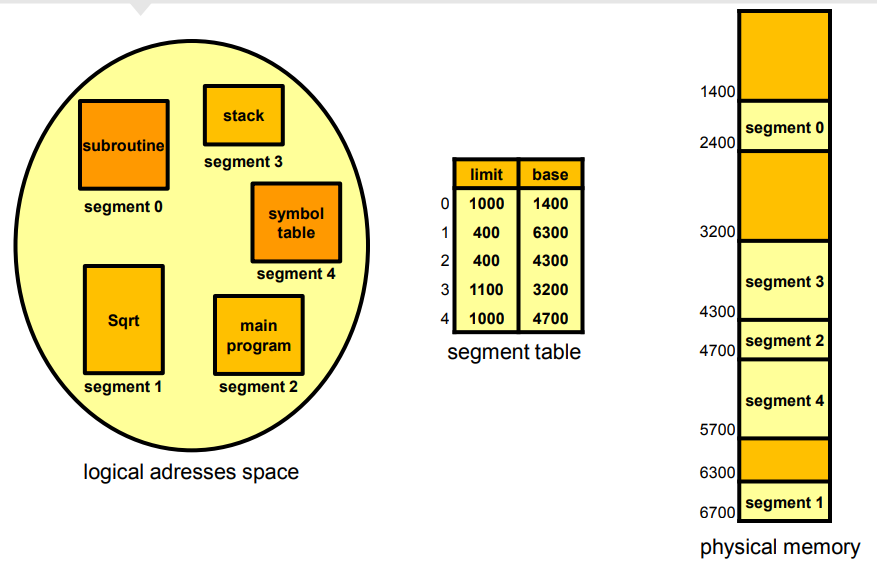 subroutine
segment 0
stack
segment 3
symbol
table
segment 4
Sqrt
segment 1
main
program
segment 2
logical adresses space
limit base
0 1000 1400
1 400 6300
2 400 4300
3 1100 3200
4 1000 4700
segment table
1400
segment 0
2400
3200
segment 3
4300
segment 2
4700
segment 4
5700
6300
segment 1
6700
physical memory